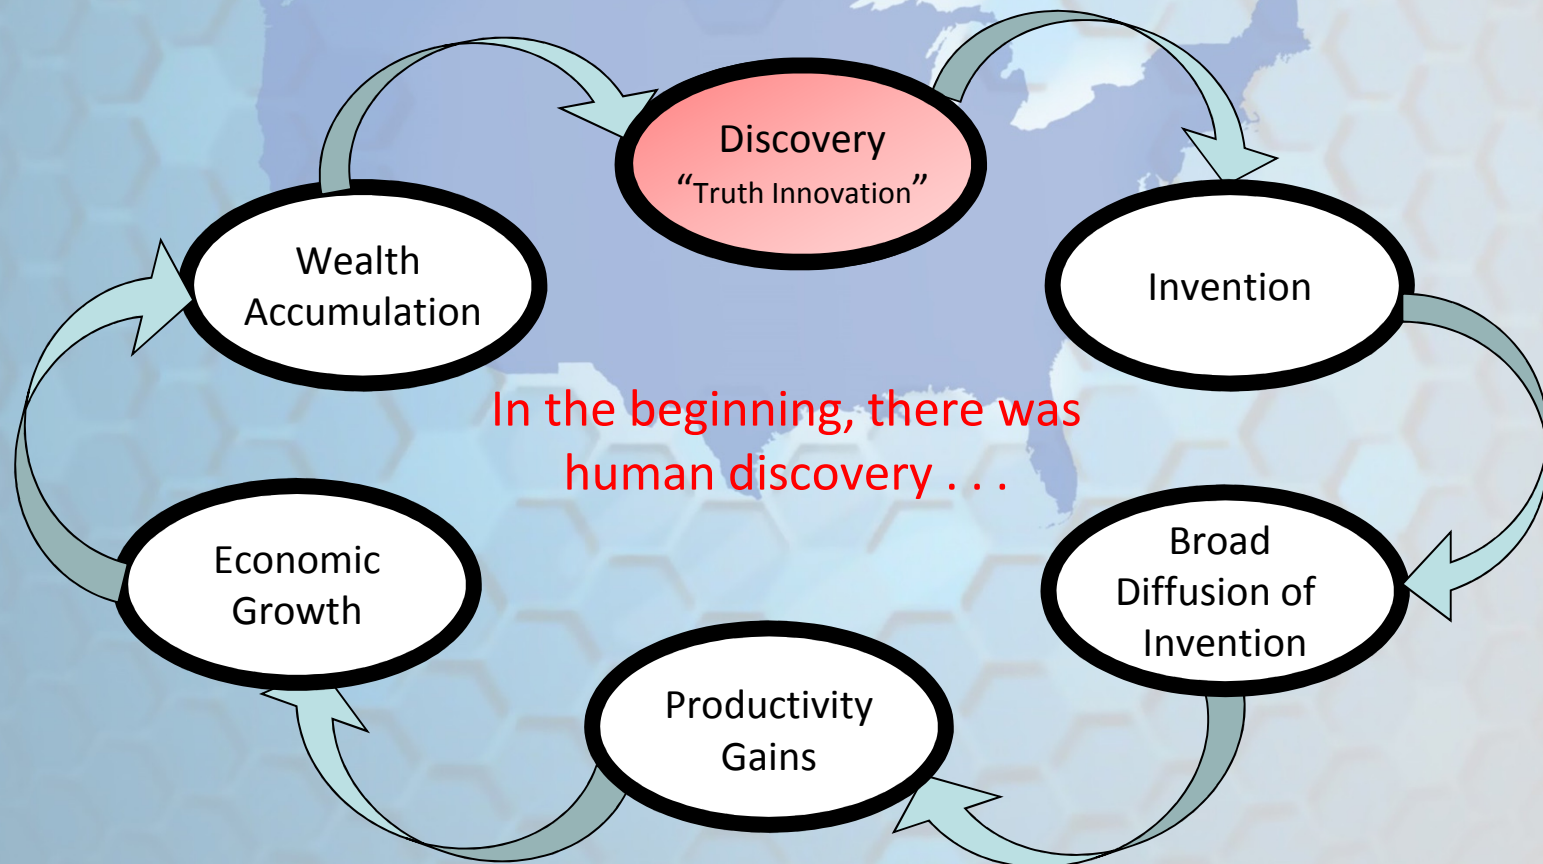 Discovery
“Truth Innovation”
Invention
Broad
Diffusion of
Invention
Productivity
Gains
Economic
Growth
Wealth
Accumulation
In the beginning, there was
human discovery . . .